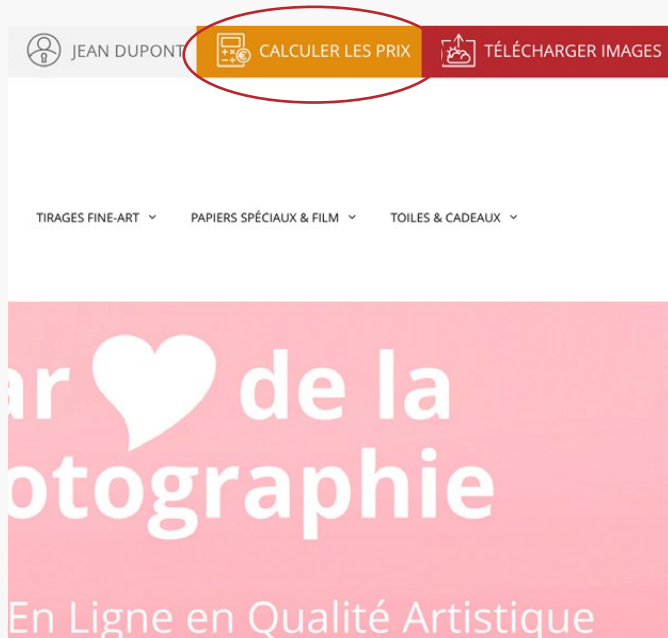 JEAN DUPONT CALCULER LES PRIX TÉLÉCHARGER IMAGES
TIRAGES FINE-ART PAPIERS SPÉCIAUX & FILM TOILES & CADEAUX
ar de la
otographie
En Ligne en Qualité Artistique